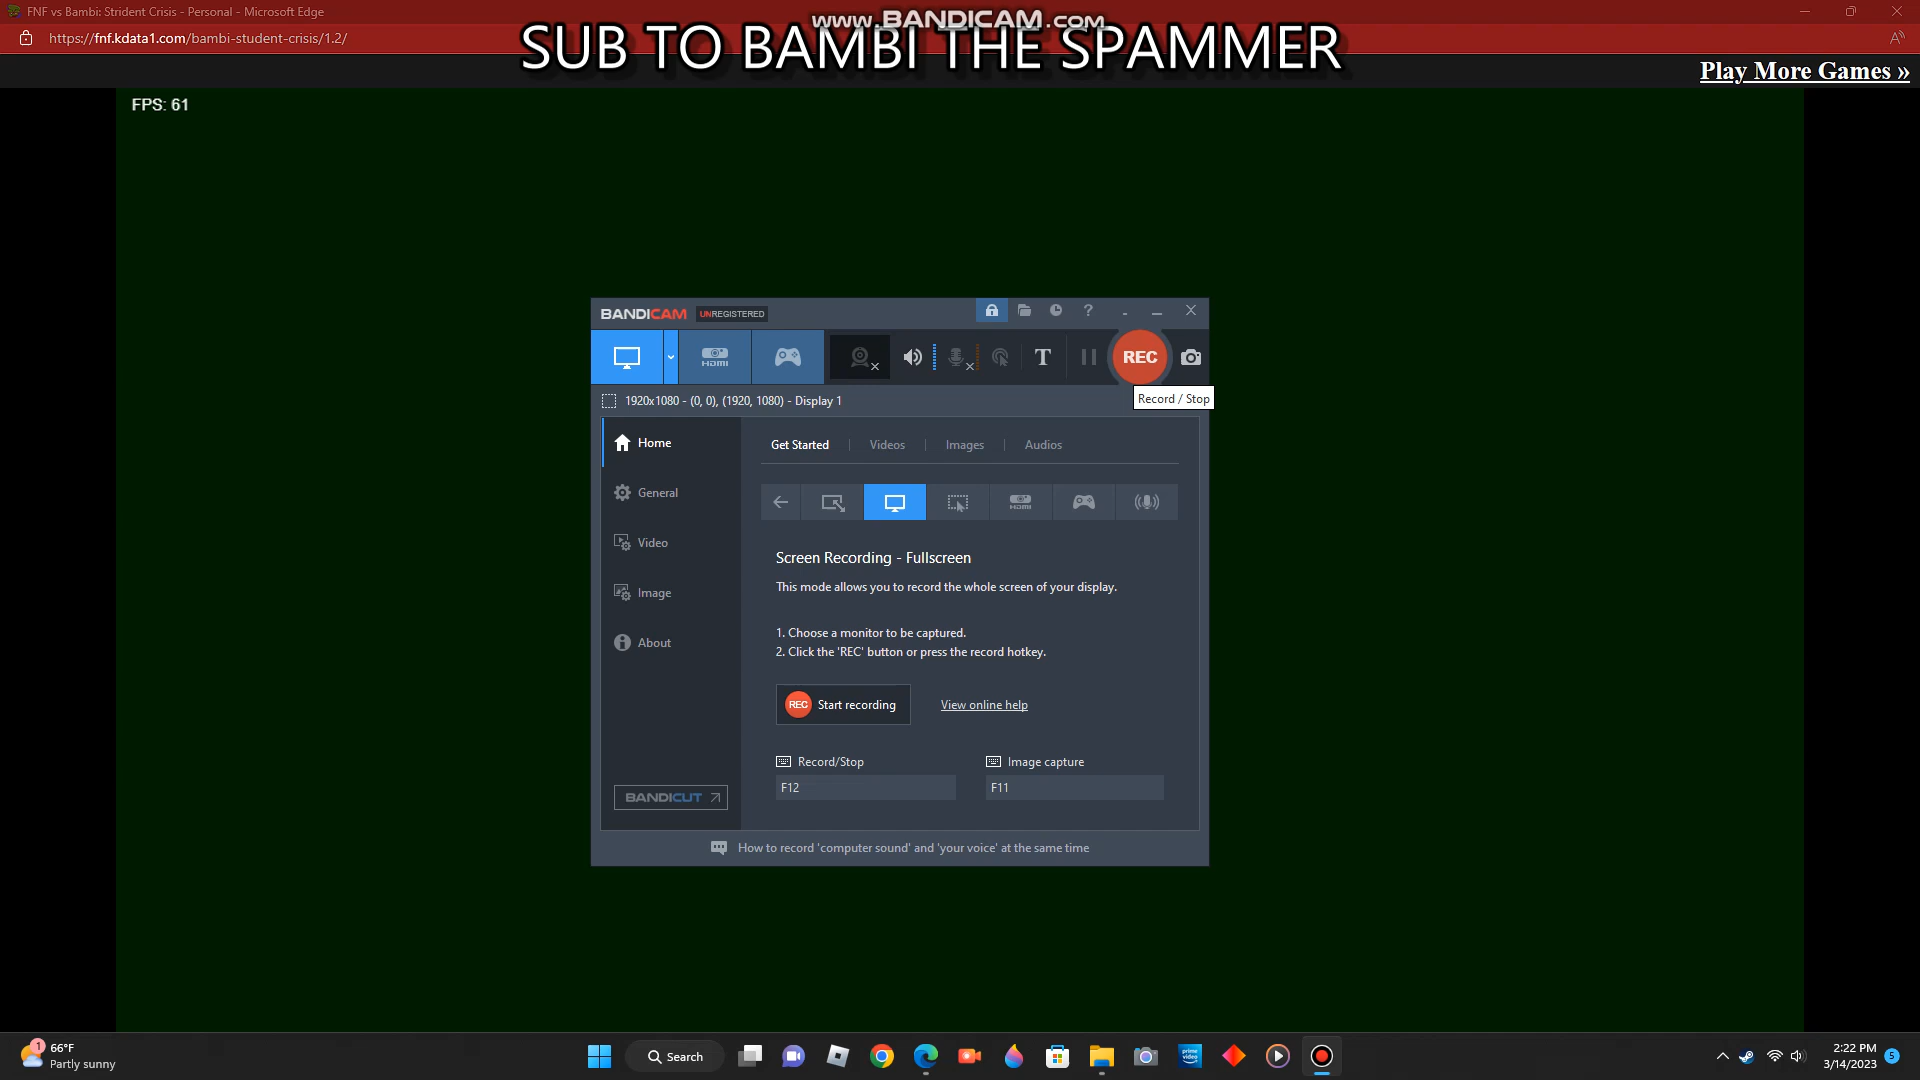 FNF vs Bambi: Strident Crisis - Personal - Microsoft Edge
www.BANDICAM.com
https://fnf.kdata1.com/bambi-student-crisis/1.2/
SUB TO BAMBI THE SPAMMER
Play More Games »
FPS: 61
BANDICAM UNREGISTERED
HDMI
T
REC
1920x1080 - (0, 0), (1920, 1080) - Display 1
Record / Stop
Home
Get Started
Videos
Images
Audios
General
HDMI
Video
Screen Recording - Fullscreen
This mode allows you to record the whole screen of your display.
Image
1. Choose a monitor to be captured.
2. Click the 'REC' button or press the record hotkey.
About
REC Start recording
View online help
Record/Stop
Image capture
F12
F11
BANDICUT
How to record 'computer sound' and 'your voice' at the same time
1
66°F
Partly sunny
Search
prime video
2:22 PM
3/14/2023
5